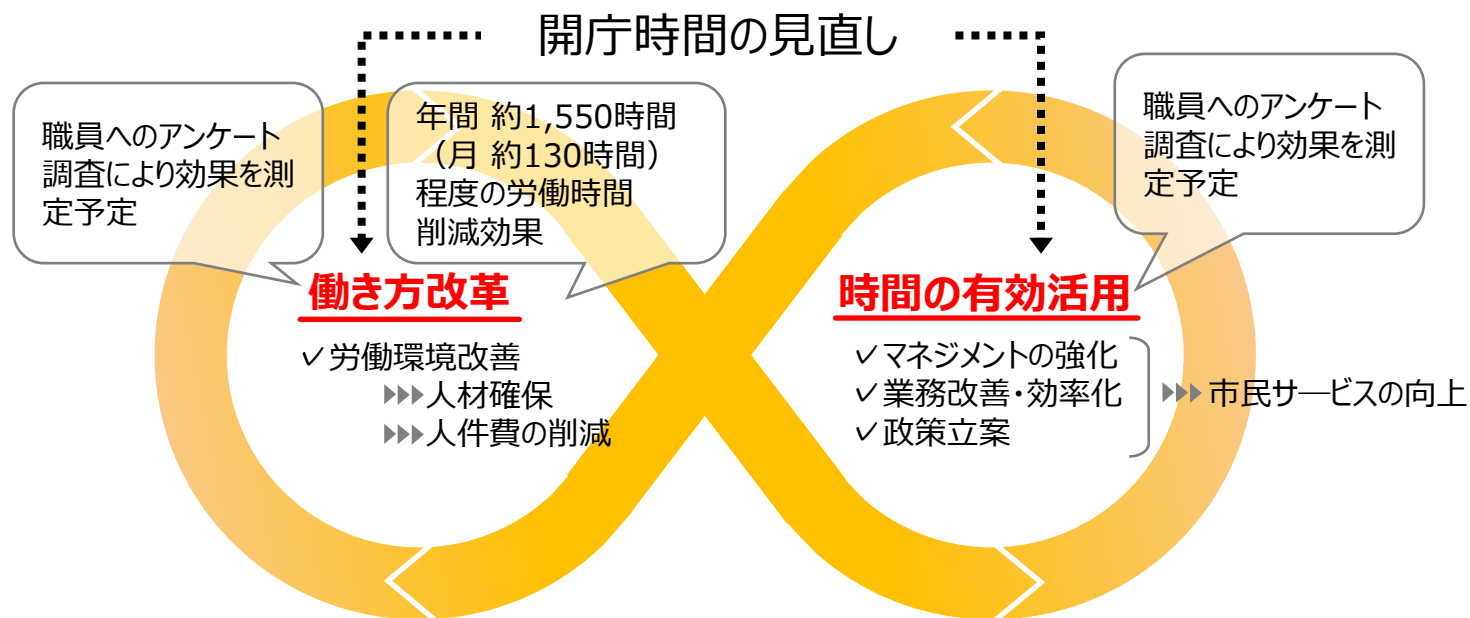 開庁時間の見直し
職員へのアンケート
調査により効果を測
定予定
年間 約1,550時間
（月 約130時間）
程度の労働時間
削減効果
職員へのアンケート
調査により効果を測
定予定
働き方改革
✓労働環境改善
人材確保
人件費の削減
時間の有効活用
✓マネジメントの強化
✓業務改善・効率化
✓政策立案
市民サービスの向上